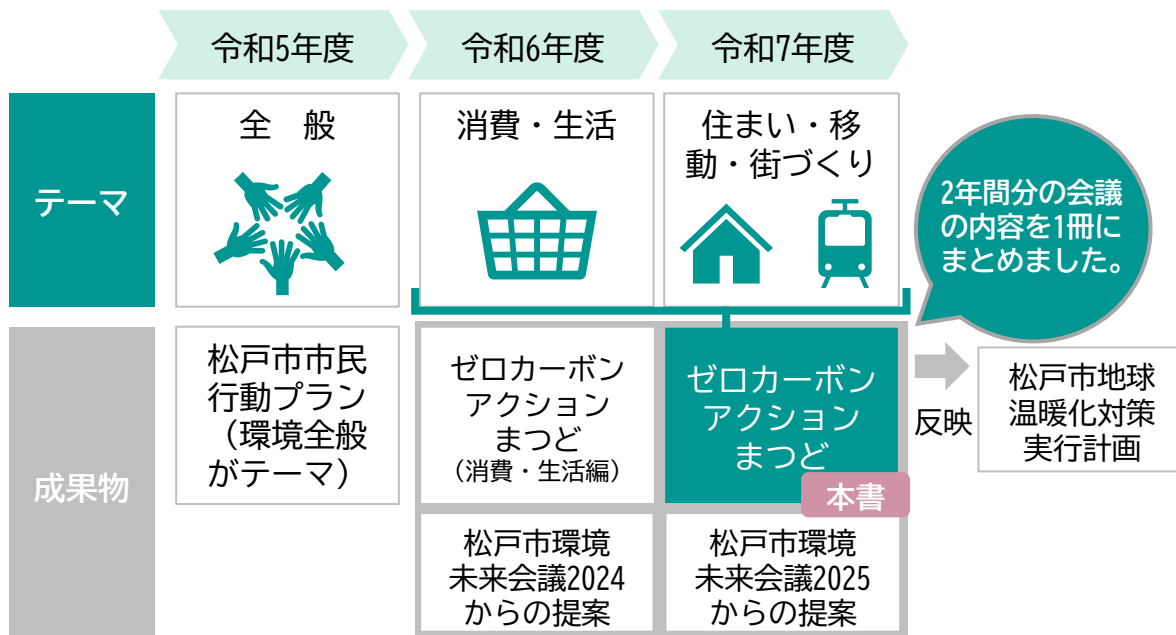 令和5年度
令和6年度
令和7年度
テーマ
全　般
消費・生活
住まい・移
動・街づくり
2年間分の会議
の内容を1冊に
まとめました。
成果物
松戸市市民
行動プラン
（環境全般
がテーマ）
ゼロカーボン
アクション
まつど
（消費・生活編）
ゼロカーボン
アクション
まつど
本書
反映
松戸市地球
温暖化対策
実行計画
松戸市環境
未来会議2024
からの提案
松戸市環境
未来会議2025
からの提案